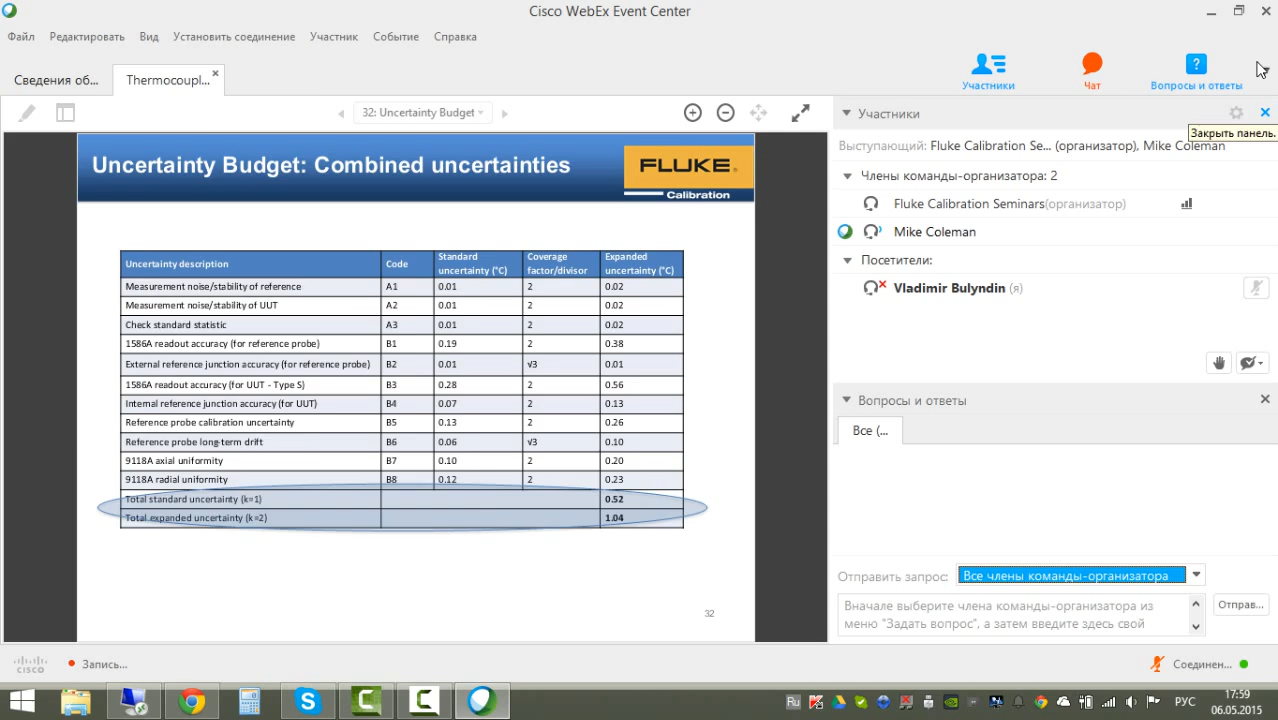 Cisco WebEx Event Center
Файл Редактировать Вид Установить соединение Участник Событие Справка
Сведения об... Thermocoupl...
Участники Чат Вопросы и ответы
32: Uncertainty Budget
Участники
Закрыть панель.
Выступающий: Fluke Calibration Se... (организатор), Mike Coleman
Члены команды-организатора: 2
Fluke Calibration Seminars(организатор)
Mike Coleman
Посетители:
Vladimir Bulyndin (я)
Uncertainty Budget: Combined uncertainties
FLUKE®
Calibration
Uncertainty description Code Standard uncertainty (°C) Coverage factor/divisor Expanded uncertainty (°C)
Measurement noise/stability of reference A1 0.01 2 0.02
Measurement noise/stability of UUT A2 0.01 2 0.02
Check standard statistic A3 0.01 2 0.02
1586A readout accuracy (for reference probe) B1 0.19 2 0.38
External reference junction accuracy (for reference probe) B2 0.01 √3 0.01
1586A readout accuracy (for UUT - Type S) B3 0.28 2 0.56
Internal reference junction accuracy (for UUT) B4 0.07 2 0.13
Reference probe calibration uncertainty B5 0.13 2 0.26
Reference probe long-term drift B6 0.06 √3 0.10
9118A axial uniformity B7 0.10 2 0.20
9118A radial uniformity B8 0.12 2 0.23
Total standard uncertainty (k=1) 0.52
Total expanded uncertainty (k=2) 1.04
32
Вопросы и ответы
Все (...
Отправить запрос: Все члены команды-организатора
Вначале выберите члена команды-организатора из
меню "Задать вопрос", а затем введите здесь свой
Отправ...
cisco Запись... Соединен...
Ru РУС 17:59
06.05.2015